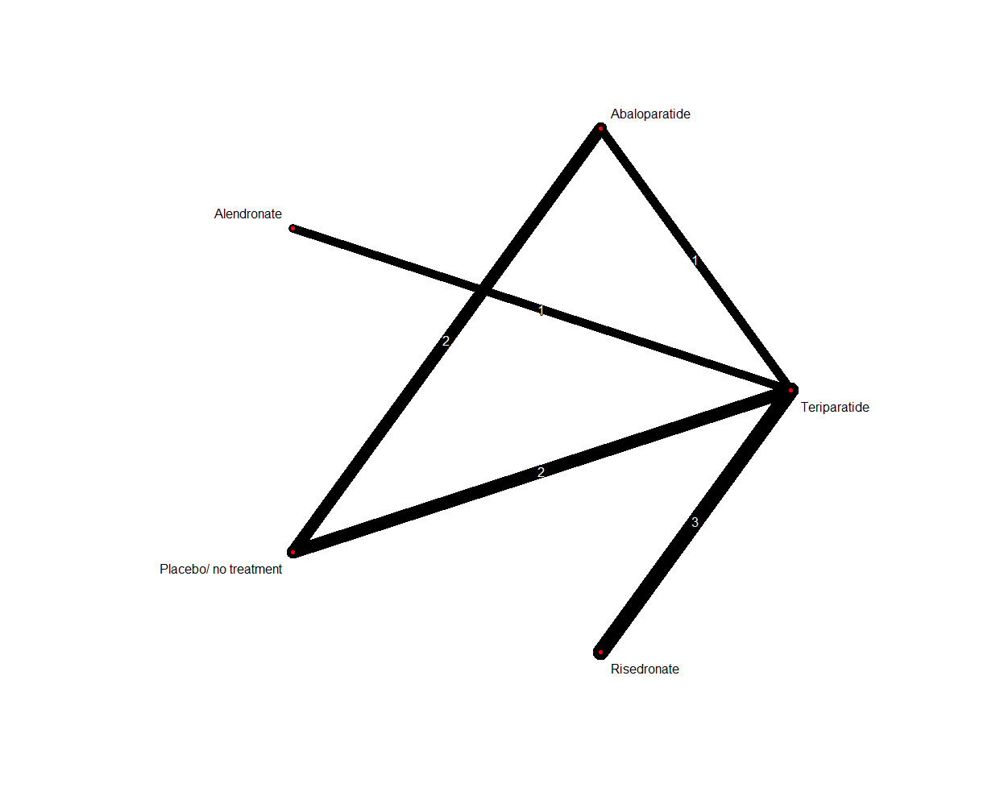 Abaloparatide
Alendronate
1
1
2
Teriparatide
2
3
Placebo/ no treatment
Risedronate